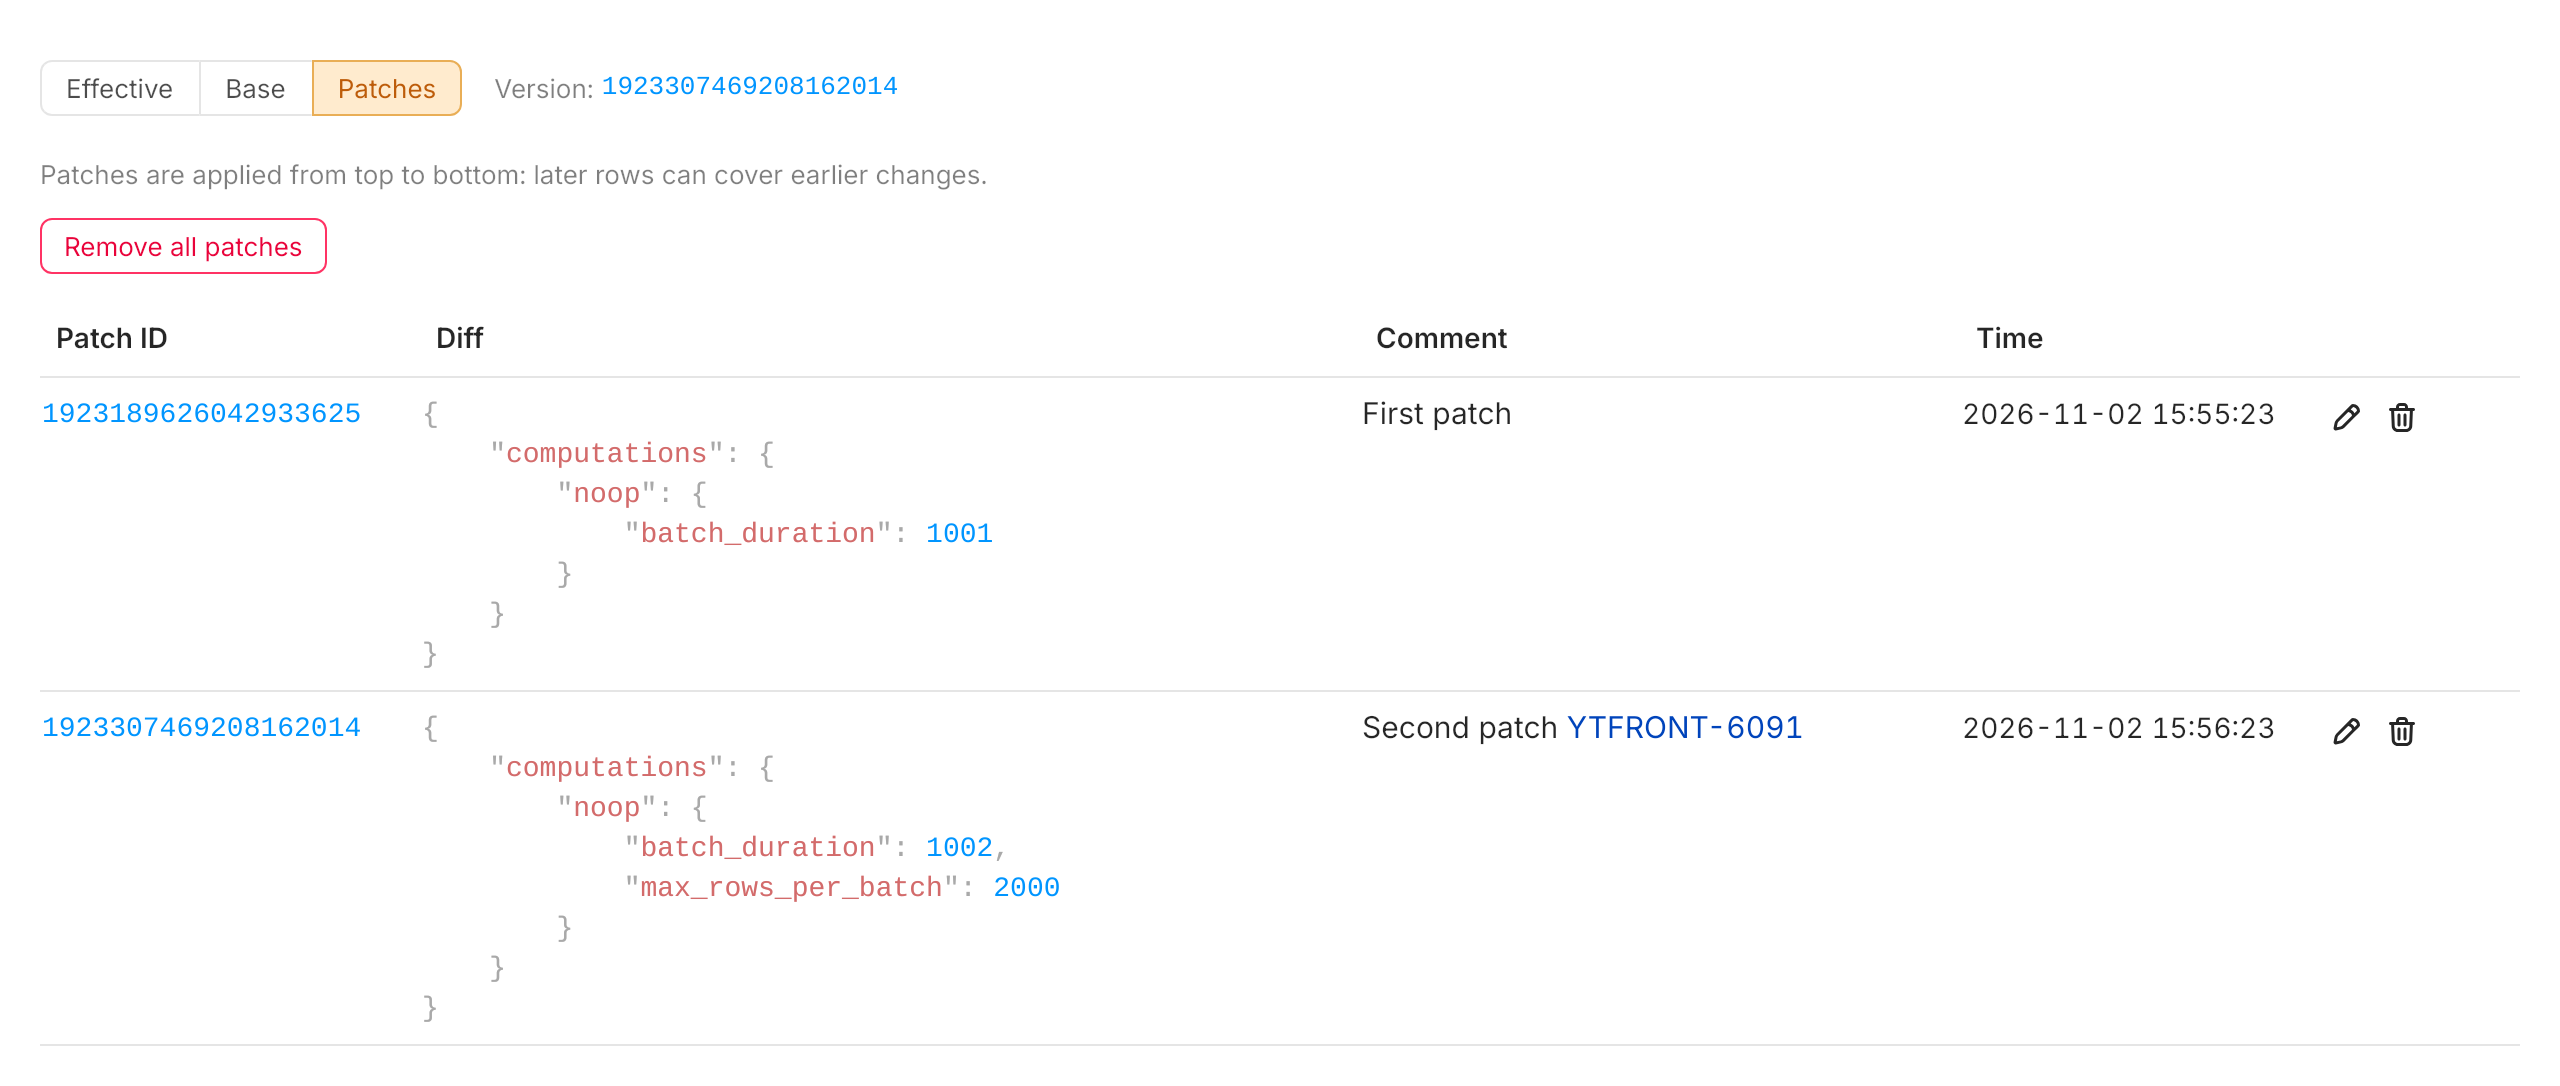 Effective Base Patches Version: 1923307469208162014
Patches are applied from top to bottom: later rows can cover earlier changes.
Remove all patches
Patch ID Diff Comment Time
1923189626042933625 { First patch 2026-11-02 15:55:23
"computations": {
"noop": {
"batch_duration": 1001
}
}
}
1923307469208162014 { Second patch YTFRONT-6091 2026-11-02 15:56:23
"computations": {
"noop": {
"batch_duration": 1002,
"max_rows_per_batch": 2000
}
}
}